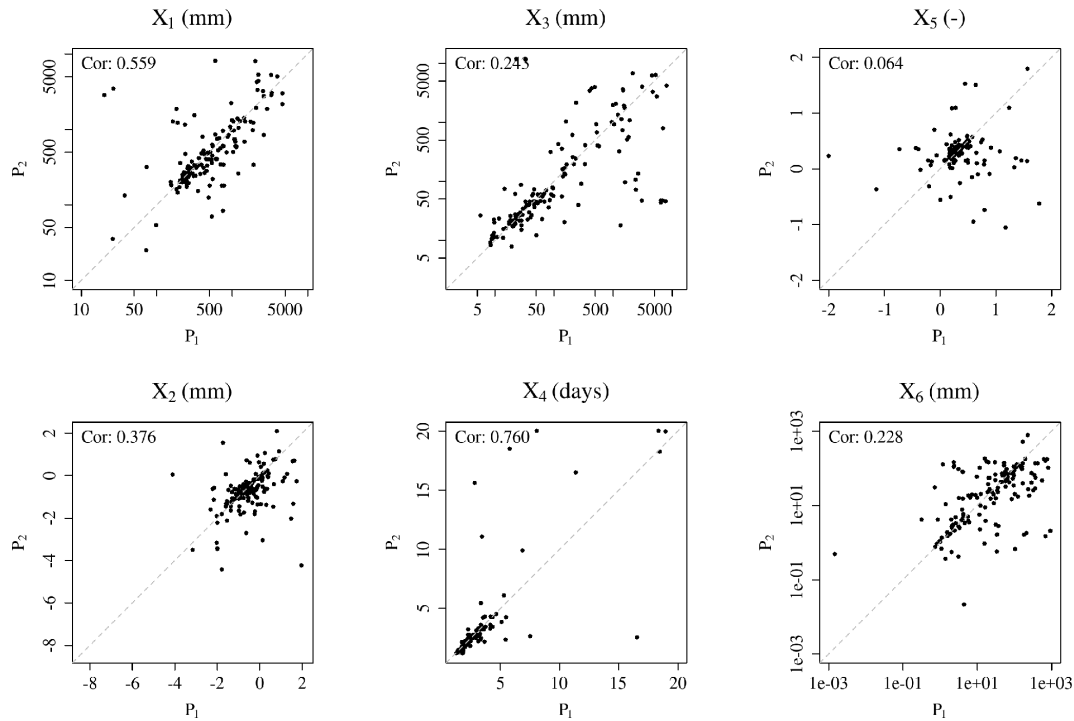 X₁ (mm)
Cor: 0.559
5000
500
50
10
P₂
10
50
500
5000
P₁
X₃ (mm)
Cor: 0.243
5000
500
50
5
P₂
5
50
500
5000
P₁
X₅ (-)
Cor: 0.064
2
1
0
-1
-2
P₂
-2
-1
0
1
2
P₁
X₂ (mm)
Cor: 0.376
2
0
-2
-4
-6
-8
P₂
-8
-6
-4
-2
0
2
P₁
X₄ (days)
Cor: 0.760
20
15
10
5
P₂
5
10
15
20
P₁
X₆ (mm)
Cor: 0.228
1e+03
1e+01
1e-01
1e-03
P₂
1e-03
1e-01
1e+01
1e+03
P₁